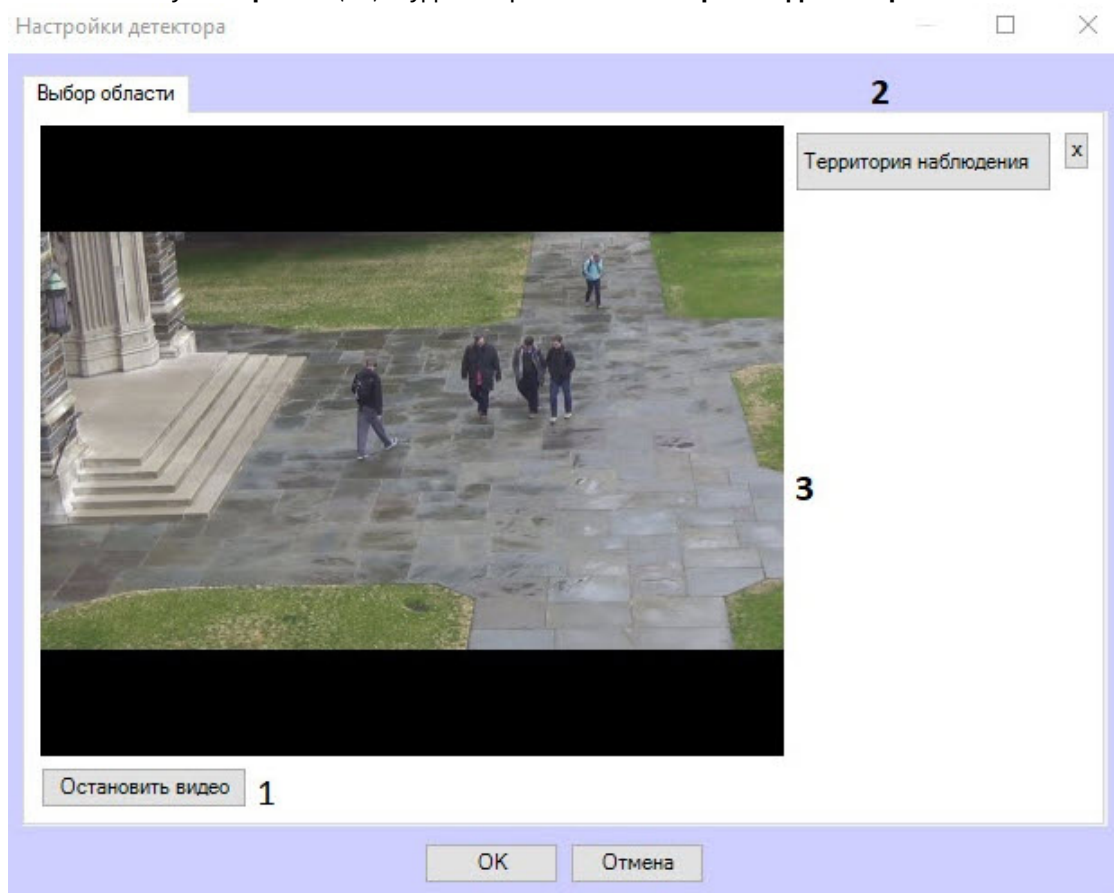 Настройки детектора
Выбор области
2
Территория наблюдения
x
3
Остановить видео
1
OK
Отмена